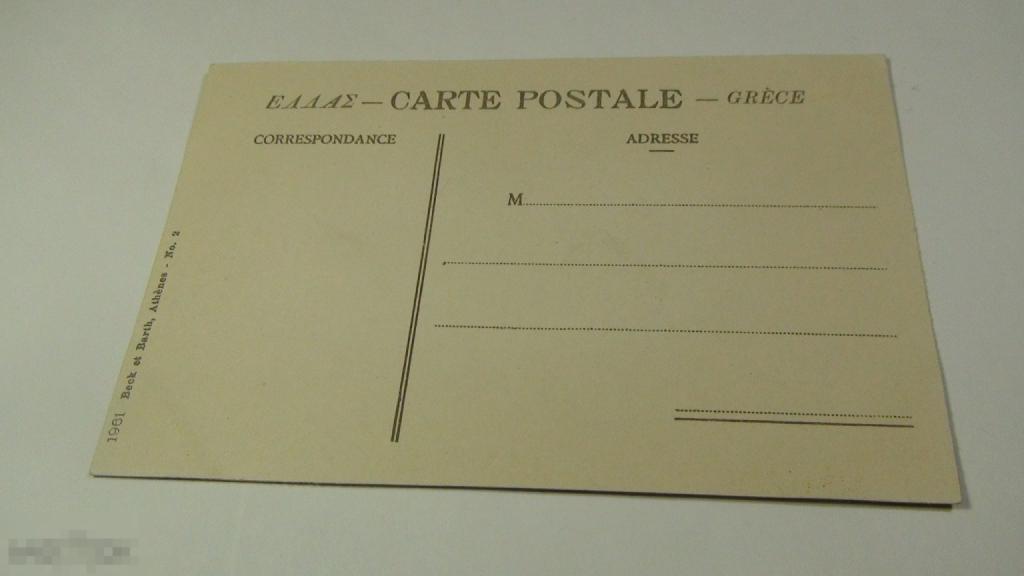 ΕΛΛΑΣ — CARTE POSTALE — GRÈCE
CORRESPONDANCE
ADRESSE
M
1961 Beck et Barth, Athènes - No. 2